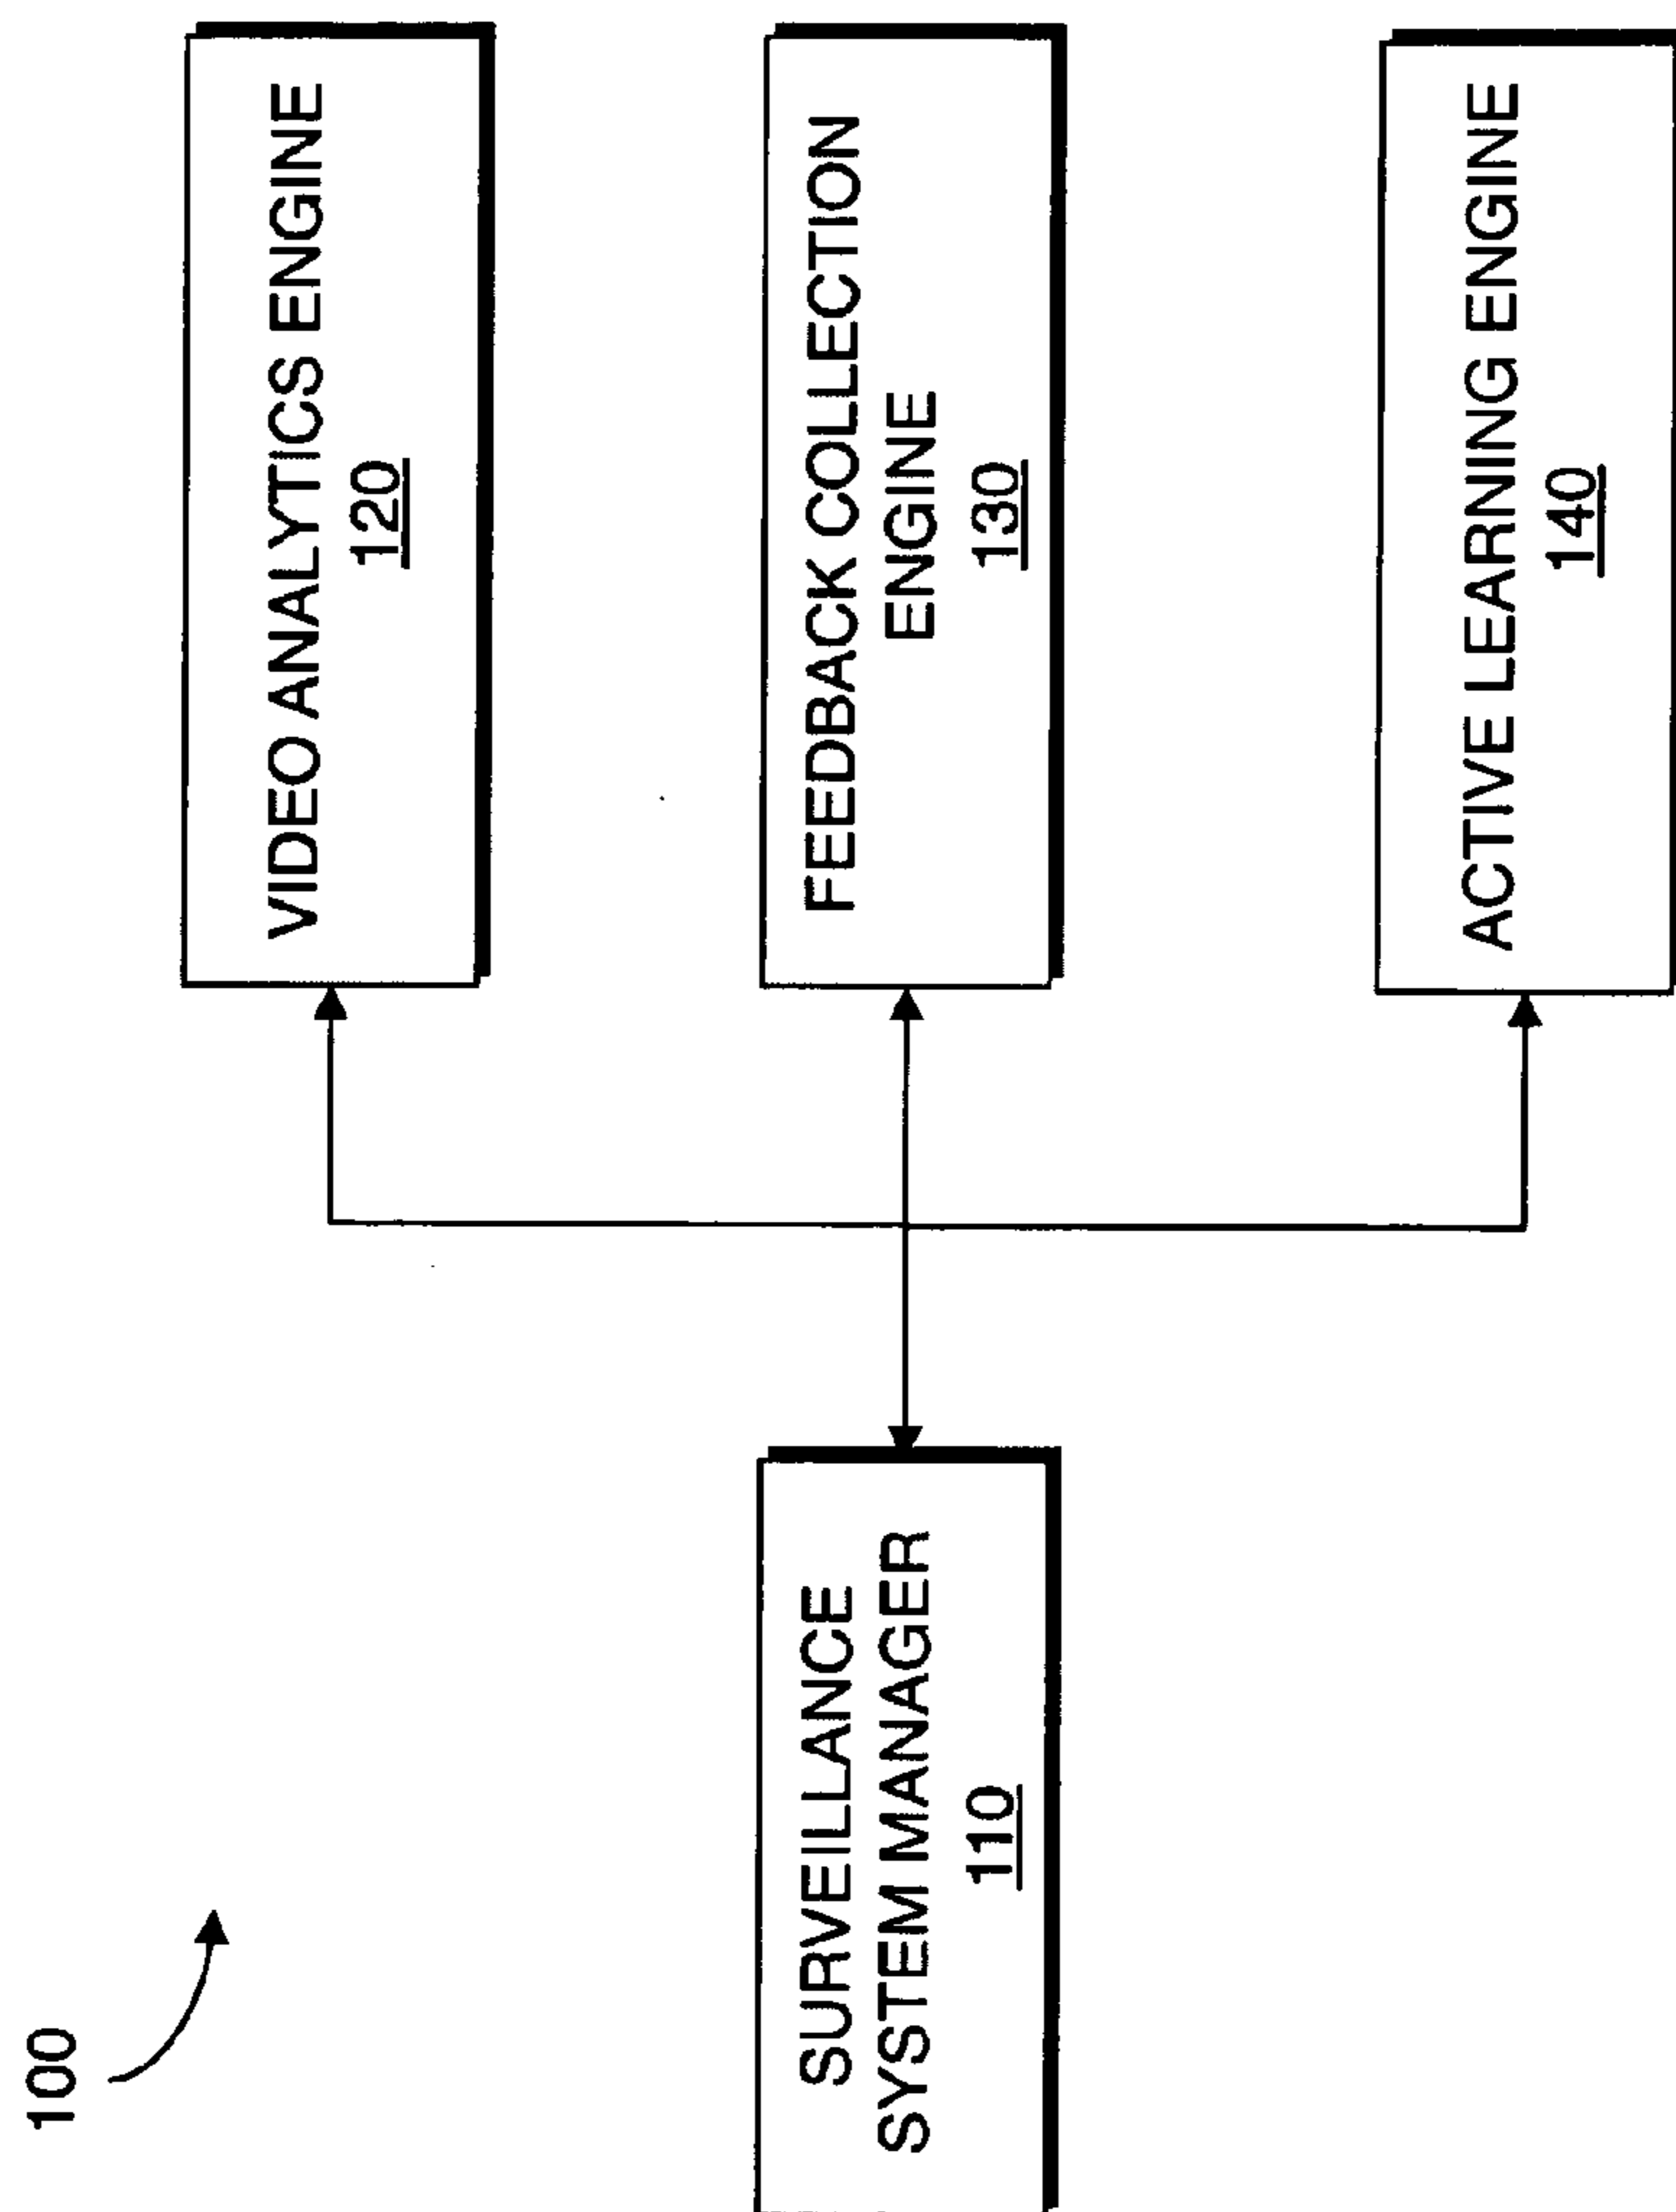 100
SURVEILLANCE
SYSTEM MANAGER
110
VIDEO ANALYTICS ENGINE
120
FEEDBACK COLLECTION
ENGINE
130
ACTIVE LEARNING ENGINE
140